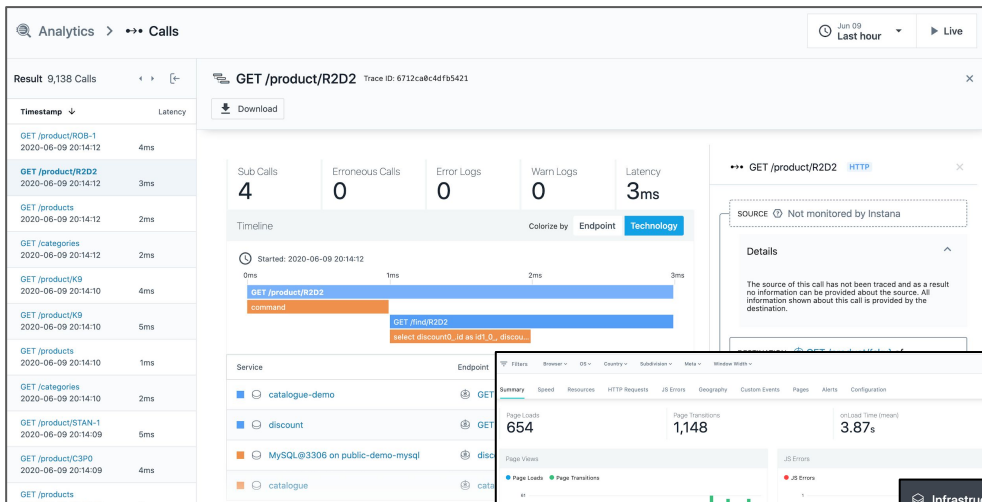 Analytics > Calls
Jun 09
Last hour
Live
Result 9,138 Calls
GET /product/R2D2 Trace ID: 6712ca0c4dfb5421
Download
Timestamp Latency
GET /product/ROB-1
2020-06-09 20:14:12 4ms
GET /product/R2D2
2020-06-09 20:14:12 3ms
GET /products
2020-06-09 20:14:12 2ms
GET /categories
2020-06-09 20:14:12 2ms
GET /product/K9
2020-06-09 20:14:10 4ms
GET /product/K9
2020-06-09 20:14:10 5ms
GET /products
2020-06-09 20:14:10 1ms
GET /categories
2020-06-09 20:14:10 2ms
GET /product/STAN-1
2020-06-09 20:14:09 5ms
GET /product/C3P0
2020-06-09 20:14:09 4ms
GET /products
Sub Calls Erroneous Calls Error Logs Warn Logs Latency
4 0 0 0 3ms
Timeline Colorize by Endpoint Technology
Started: 2020-06-09 20:14:12
0ms 1ms 2ms 3ms
GET /product/R2D2
command
GET /find/R2D2
select discount0_.id as id1_0_, discou...
Service Endpoint
catalogue-demo GET
discount GET
MySQL@3306 on public-demo-mysql disc
catalogue cata
GET /product/R2D2 HTTP
SOURCE Not monitored by Instana
Details
The source of this call has not been traced and as a result
no information can be provided about the source. All
information shown about this call is provided by the
destination.
Filters Browser OS Country Subdivision Meta Window Width
Summary Speed Resources HTTP Requests JS Errors Geography Custom Events Pages Alerts Configuration
Page Loads Page Transitions onLoad Time (mean)
654 1,148 3.87s
Page Views JS Errors
Page Loads Page Transitions JS Errors
81 1
Infrastruc